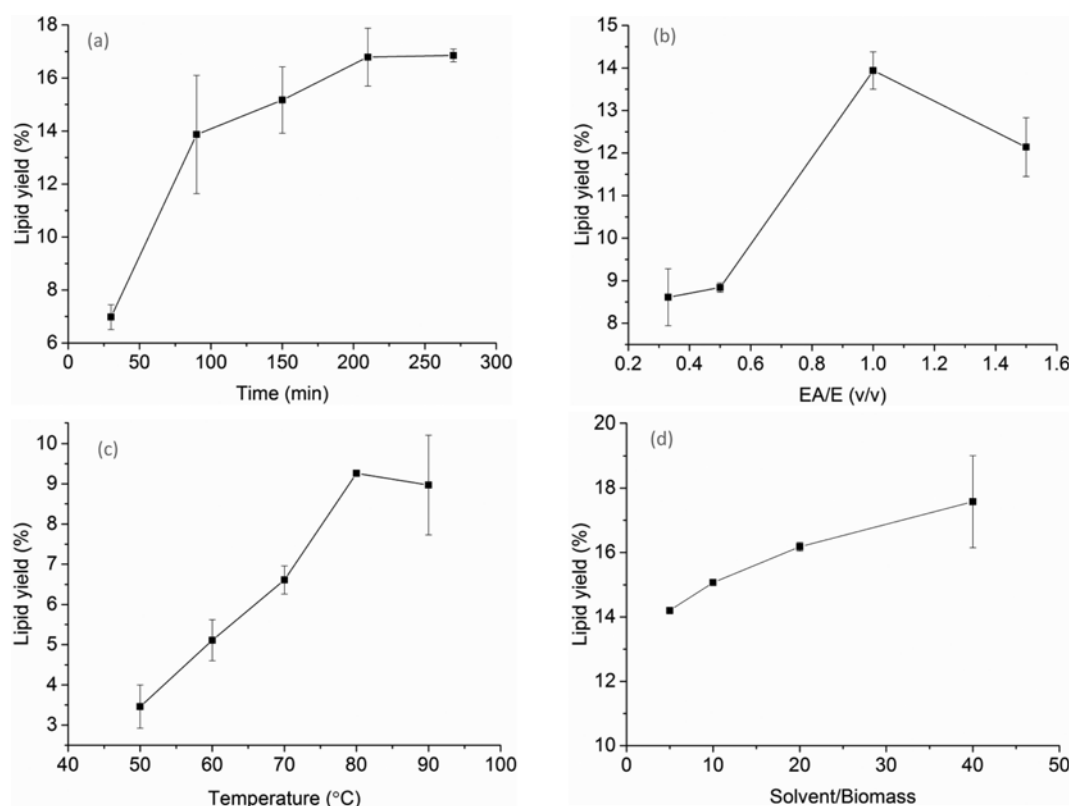 (a)
Lipid yield (%)
18
16
14
12
10
8
6
0 50 100 150 200 250 300
Time (min)
(b)
Lipid yield (%)
15
14
13
12
11
10
9
8
0.2 0.4 0.6 0.8 1.0 1.2 1.4 1.6
EA/E (v/v)
(c)
Lipid yield (%)
10
9
8
7
6
5
4
3
40 50 60 70 80 90 100
Temperature (°C)
(d)
Lipid yield (%)
20
18
16
14
12
10
0 10 20 30 40 50
Solvent/Biomass